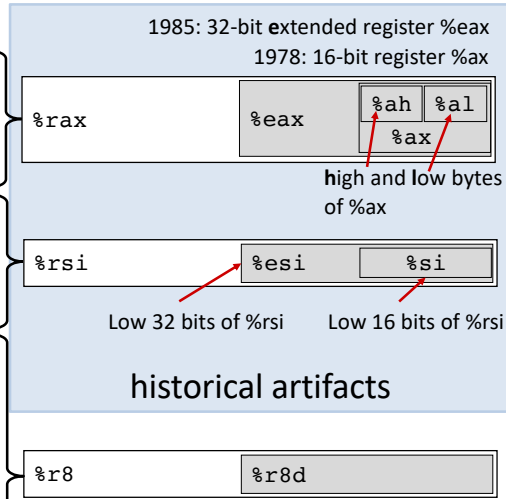 1985: 32-bit extended register %eax
1978: 16-bit register %ax
%rax %eax %ah %al
%ax
high and low bytes
of %ax
%rsi %esi %si
Low 32 bits of %rsi Low 16 bits of %rsi
historical artifacts
%r8 %r8d